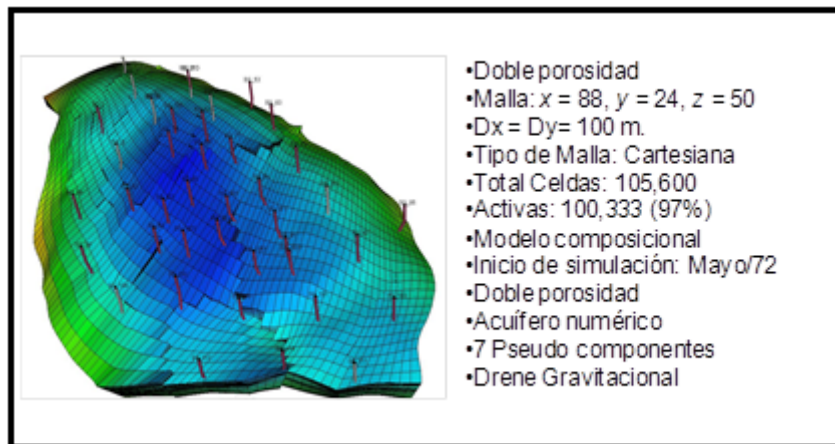 •Doble porosidad
•Malla: x = 88, y = 24, z = 50
•Dx = Dy= 100 m.
•Tipo de Malla: Cartesiana
•Total Celdas: 105,600
•Activas: 100,333 (97%)
•Modelo composicional
•Inicio de simulación: Mayo/72
•Doble porosidad
•Acuífero numérico
•7 Pseudo componentes
•Drene Gravitacional